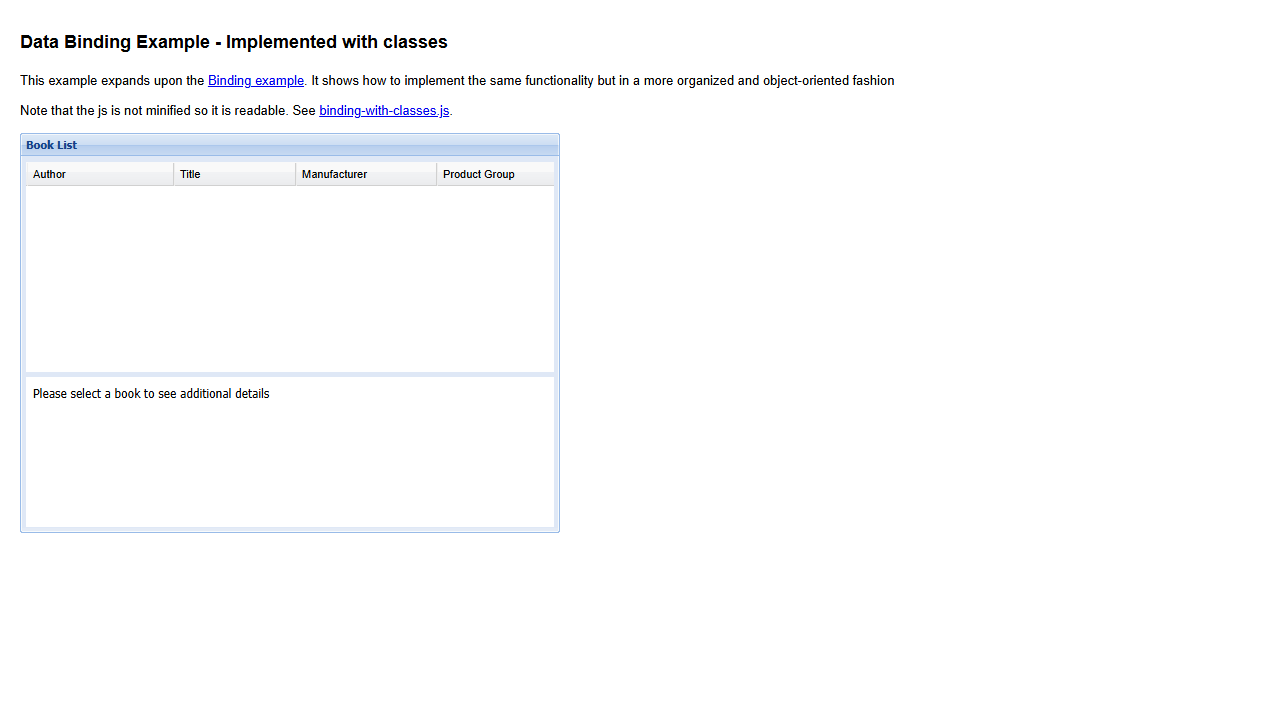 Data Binding Example - Implemented with classes
This example expands upon the Binding example. It shows how to implement the same functionality but in a more organized and object-oriented fashion
Note that the js is not minified so it is readable. See binding-with-classes.js.
Book List
Author Title Manufacturer Product Group
Please select a book to see additional details